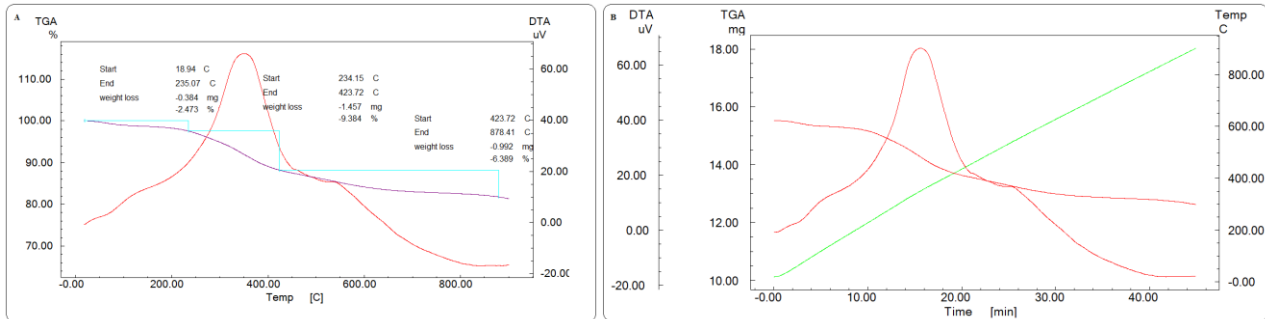 A
TGA
%
DTA
uV
110.00
100.00
90.00
80.00
70.00
60.00
40.00
20.00
0.00
-20.00
Start 18.94 C
End 235.07 C
weight loss -0.384 mg
-2.473 %
Start 234.15 C
End 423.72 C
weight loss -1.457 mg
-9.384 %
Start 423.72 C
End 878.41 C
weight loss -0.992 mg
-6.389 %
-0.00 200.00 400.00 600.00 800.00
Temp [C]
B
DTA
uV
TGA
mg
Temp
C
60.00
40.00
20.00
0.00
-20.00
18.00
16.00
14.00
12.00
10.00
800.00
600.00
400.00
200.00
-0.00
-0.00 10.00 20.00 30.00 40.00
Time [min]